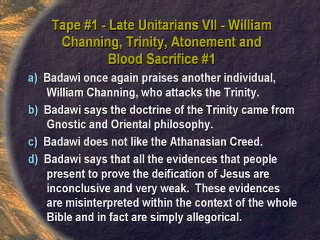 Tape #1 - Late Unitarians VII - William
Channing, Trinity, Atonement and
Blood Sacrifice #1
a) Badawi once again praises another individual,
William Channing, who attacks the Trinity.
b) Badawi says the doctrine of the Trinity came from
Gnostic and Oriental philosophy.
c) Badawi does not like the Athanasian Creed.
d) Badawi says that all the evidences that people
present to prove the deification of Jesus are
inconclusive and very weak. These evidences
are misinterpreted within the context of the whole
Bible and in fact are simply allegorical.